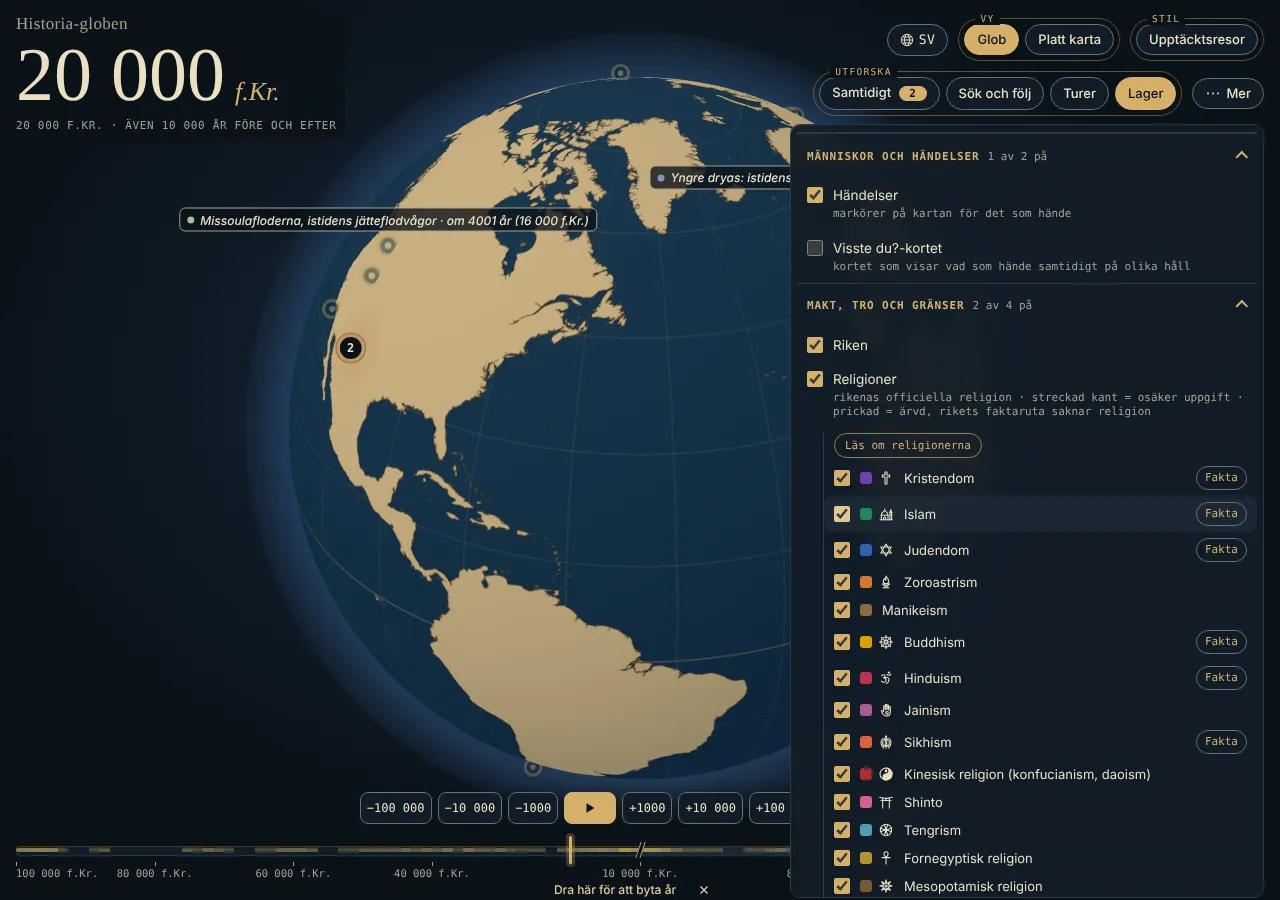 Historia-globen
20 000 f.Kr.
20 000 F.KR. · ÄVEN 10 000 ÅR FÖRE OCH EFTER
SV
VY
Glob
Platt karta
STIL
Upptäcktsresor
UTFORSKA
Samtidigt 2
Sök och följ
Turer
Lager
··· Mer
Yngre dryas: istidens
Missoulafloderna, istidens jätteflodvågor · om 4001 år (16 000 f.Kr.)
2
MÄNNISKOR OCH HÄNDELSER 1 av 2 på
Händelser
markörer på kartan för det som hände
Visste du?-kortet
kortet som visar vad som hände samtidigt på olika håll
MAKT, TRO OCH GRÄNSER 2 av 4 på
Riken
Religioner
rikenas officiella religion · streckad kant = osäker uppgift ·
prickad = ärvd, rikets faktaruta saknar religion
Läs om religionerna
Kristendom Fakta
Islam Fakta
Judendom Fakta
Zoroastrism
Manikeism
Buddhism Fakta
Hinduism Fakta
Jainism
Sikhism Fakta
Kinesisk religion (konfucianism, daoism)
Shinto
Tengrism
Fornegyptisk religion
Mesopotamisk religion
−100 000 −10 000 −1000 +1000 +10 000 +100
100 000 f.Kr. 80 000 f.Kr. 60 000 f.Kr. 40 000 f.Kr. 10 000 f.Kr. 8
Dra här för att byta år ✕